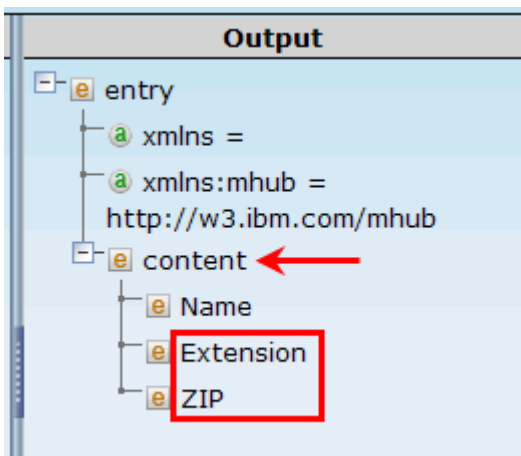 Output
e entry
a xmlns =
a xmlns:mhub =
http://w3.ibm.com/mhub
e content
e Name
e Extension
e ZIP